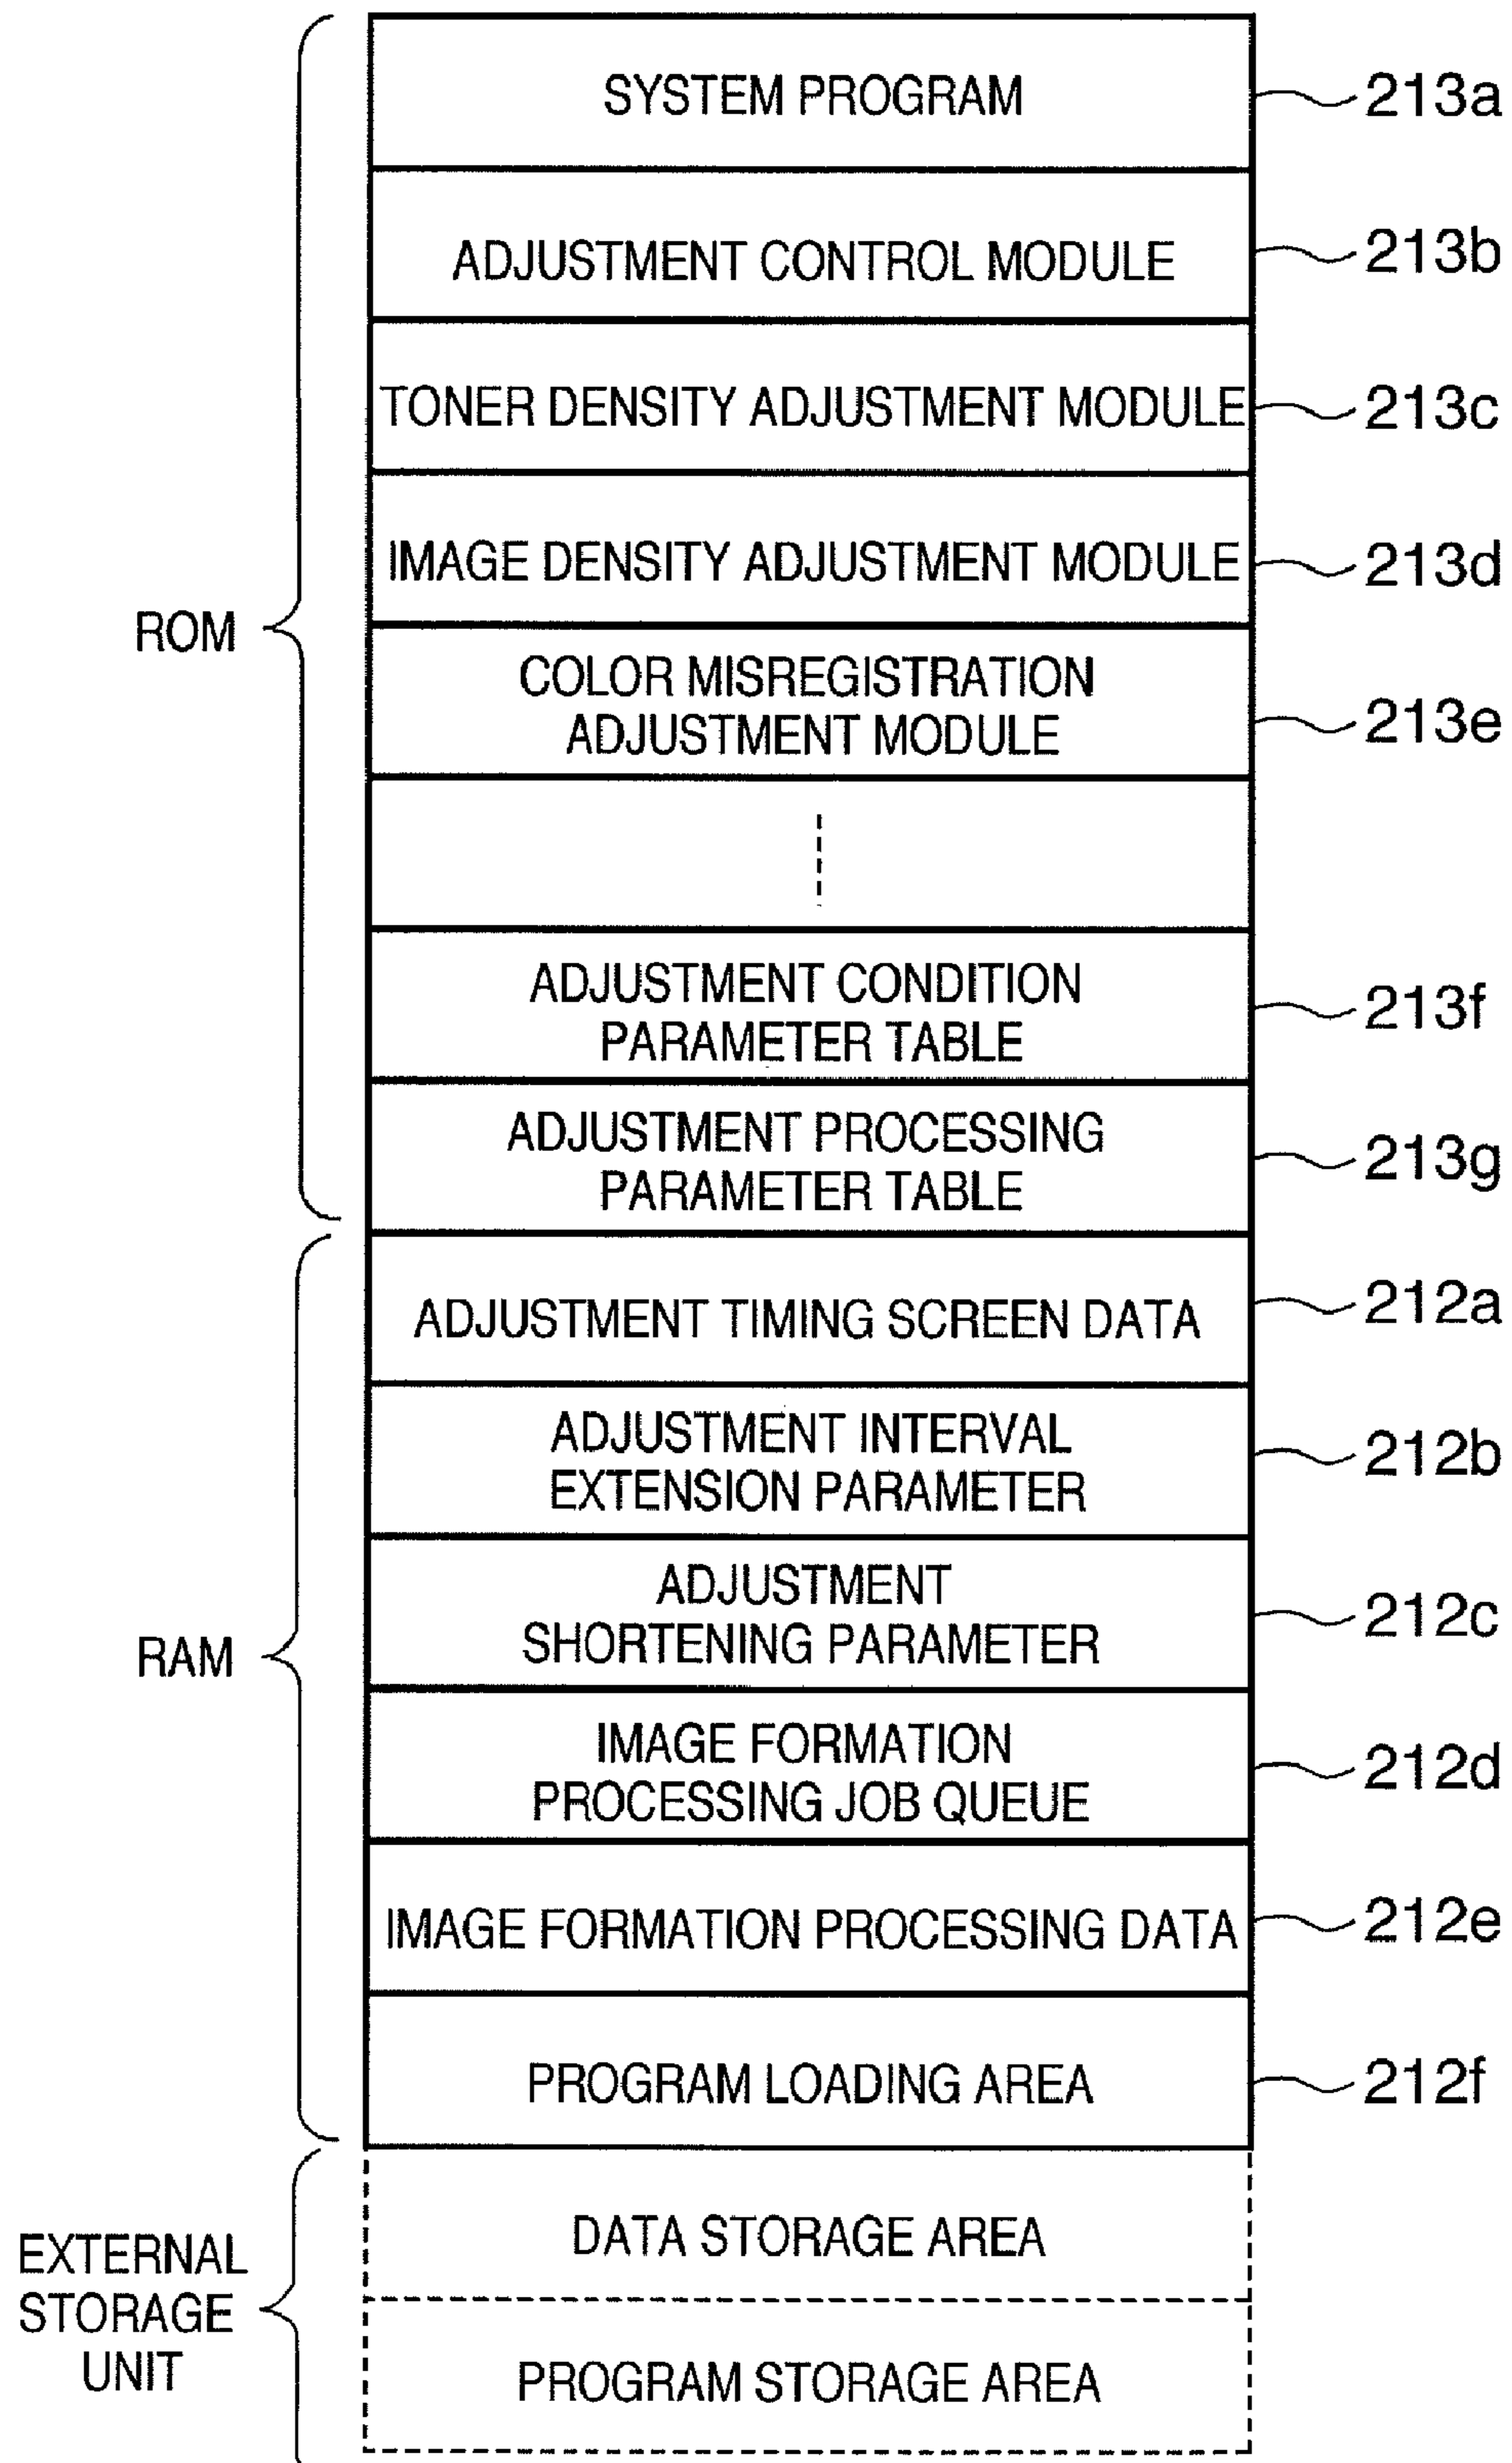 SYSTEM PROGRAM
213a
ADJUSTMENT CONTROL MODULE
213b
TONER DENSITY ADJUSTMENT MODULE
213c
IMAGE DENSITY ADJUSTMENT MODULE
213d
ROM
COLOR MISREGISTRATION
ADJUSTMENT MODULE
213e
ADJUSTMENT CONDITION
PARAMETER TABLE
213f
ADJUSTMENT PROCESSING
PARAMETER TABLE
213g
ADJUSTMENT TIMING SCREEN DATA
212a
ADJUSTMENT INTERVAL
EXTENSION PARAMETER
212b
ADJUSTMENT
SHORTENING PARAMETER
212c
RAM
IMAGE FORMATION
PROCESSING JOB QUEUE
212d
IMAGE FORMATION PROCESSING DATA
212e
PROGRAM LOADING AREA
212f
DATA STORAGE AREA
EXTERNAL
STORAGE
UNIT
PROGRAM STORAGE AREA